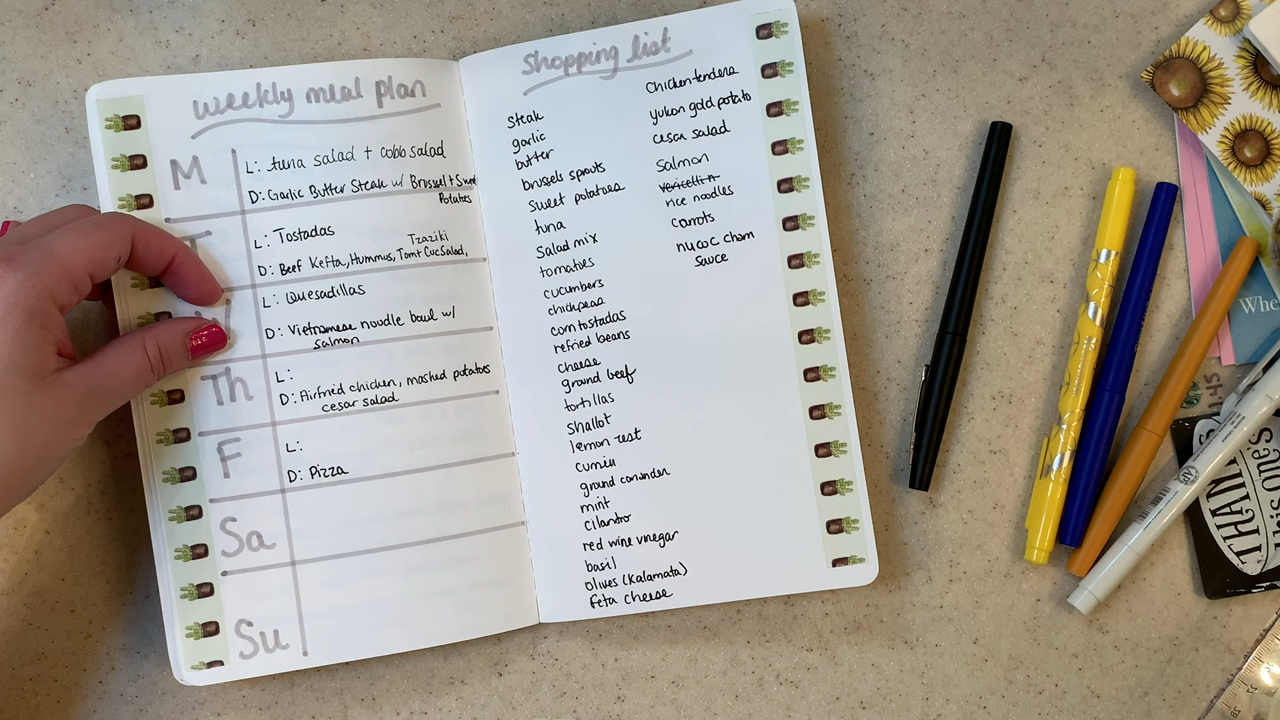 weekly meal plan
M
L: tuna salad + cobb salad
D: Garlic Butter Steak w/ Brussel + Sweet
Potatoes
T
L: Tostadas
Tzaziki
D: Beef Kefta, Hummus, Tomt Cuc Salad,
L: Quesadillas
D: Vietnamese noodle bowl w/
salmon
Th
L:
D: Airfried chicken, mashed potatoes
cesar salad
F
L:
D: Pizza
Sa
Su
Shopping list
steak
garlic
butter
brussels sprouts
sweet potatoes
tuna
Salad mix
tomatoes
cucumbers
chickpeas
corn tostadas
refried beans
cheese
ground beef
tortillas
shallot
lemon zest
cumin
ground coriander
mint
cilantro
red wine vinegar
basil
olives (kalamata)
feta cheese
Chicken tenders
yukon gold potato
cesar salad
salmon
rice noodles
carrots
nuoc cham
sauce
Whe
1:45
THAT'S